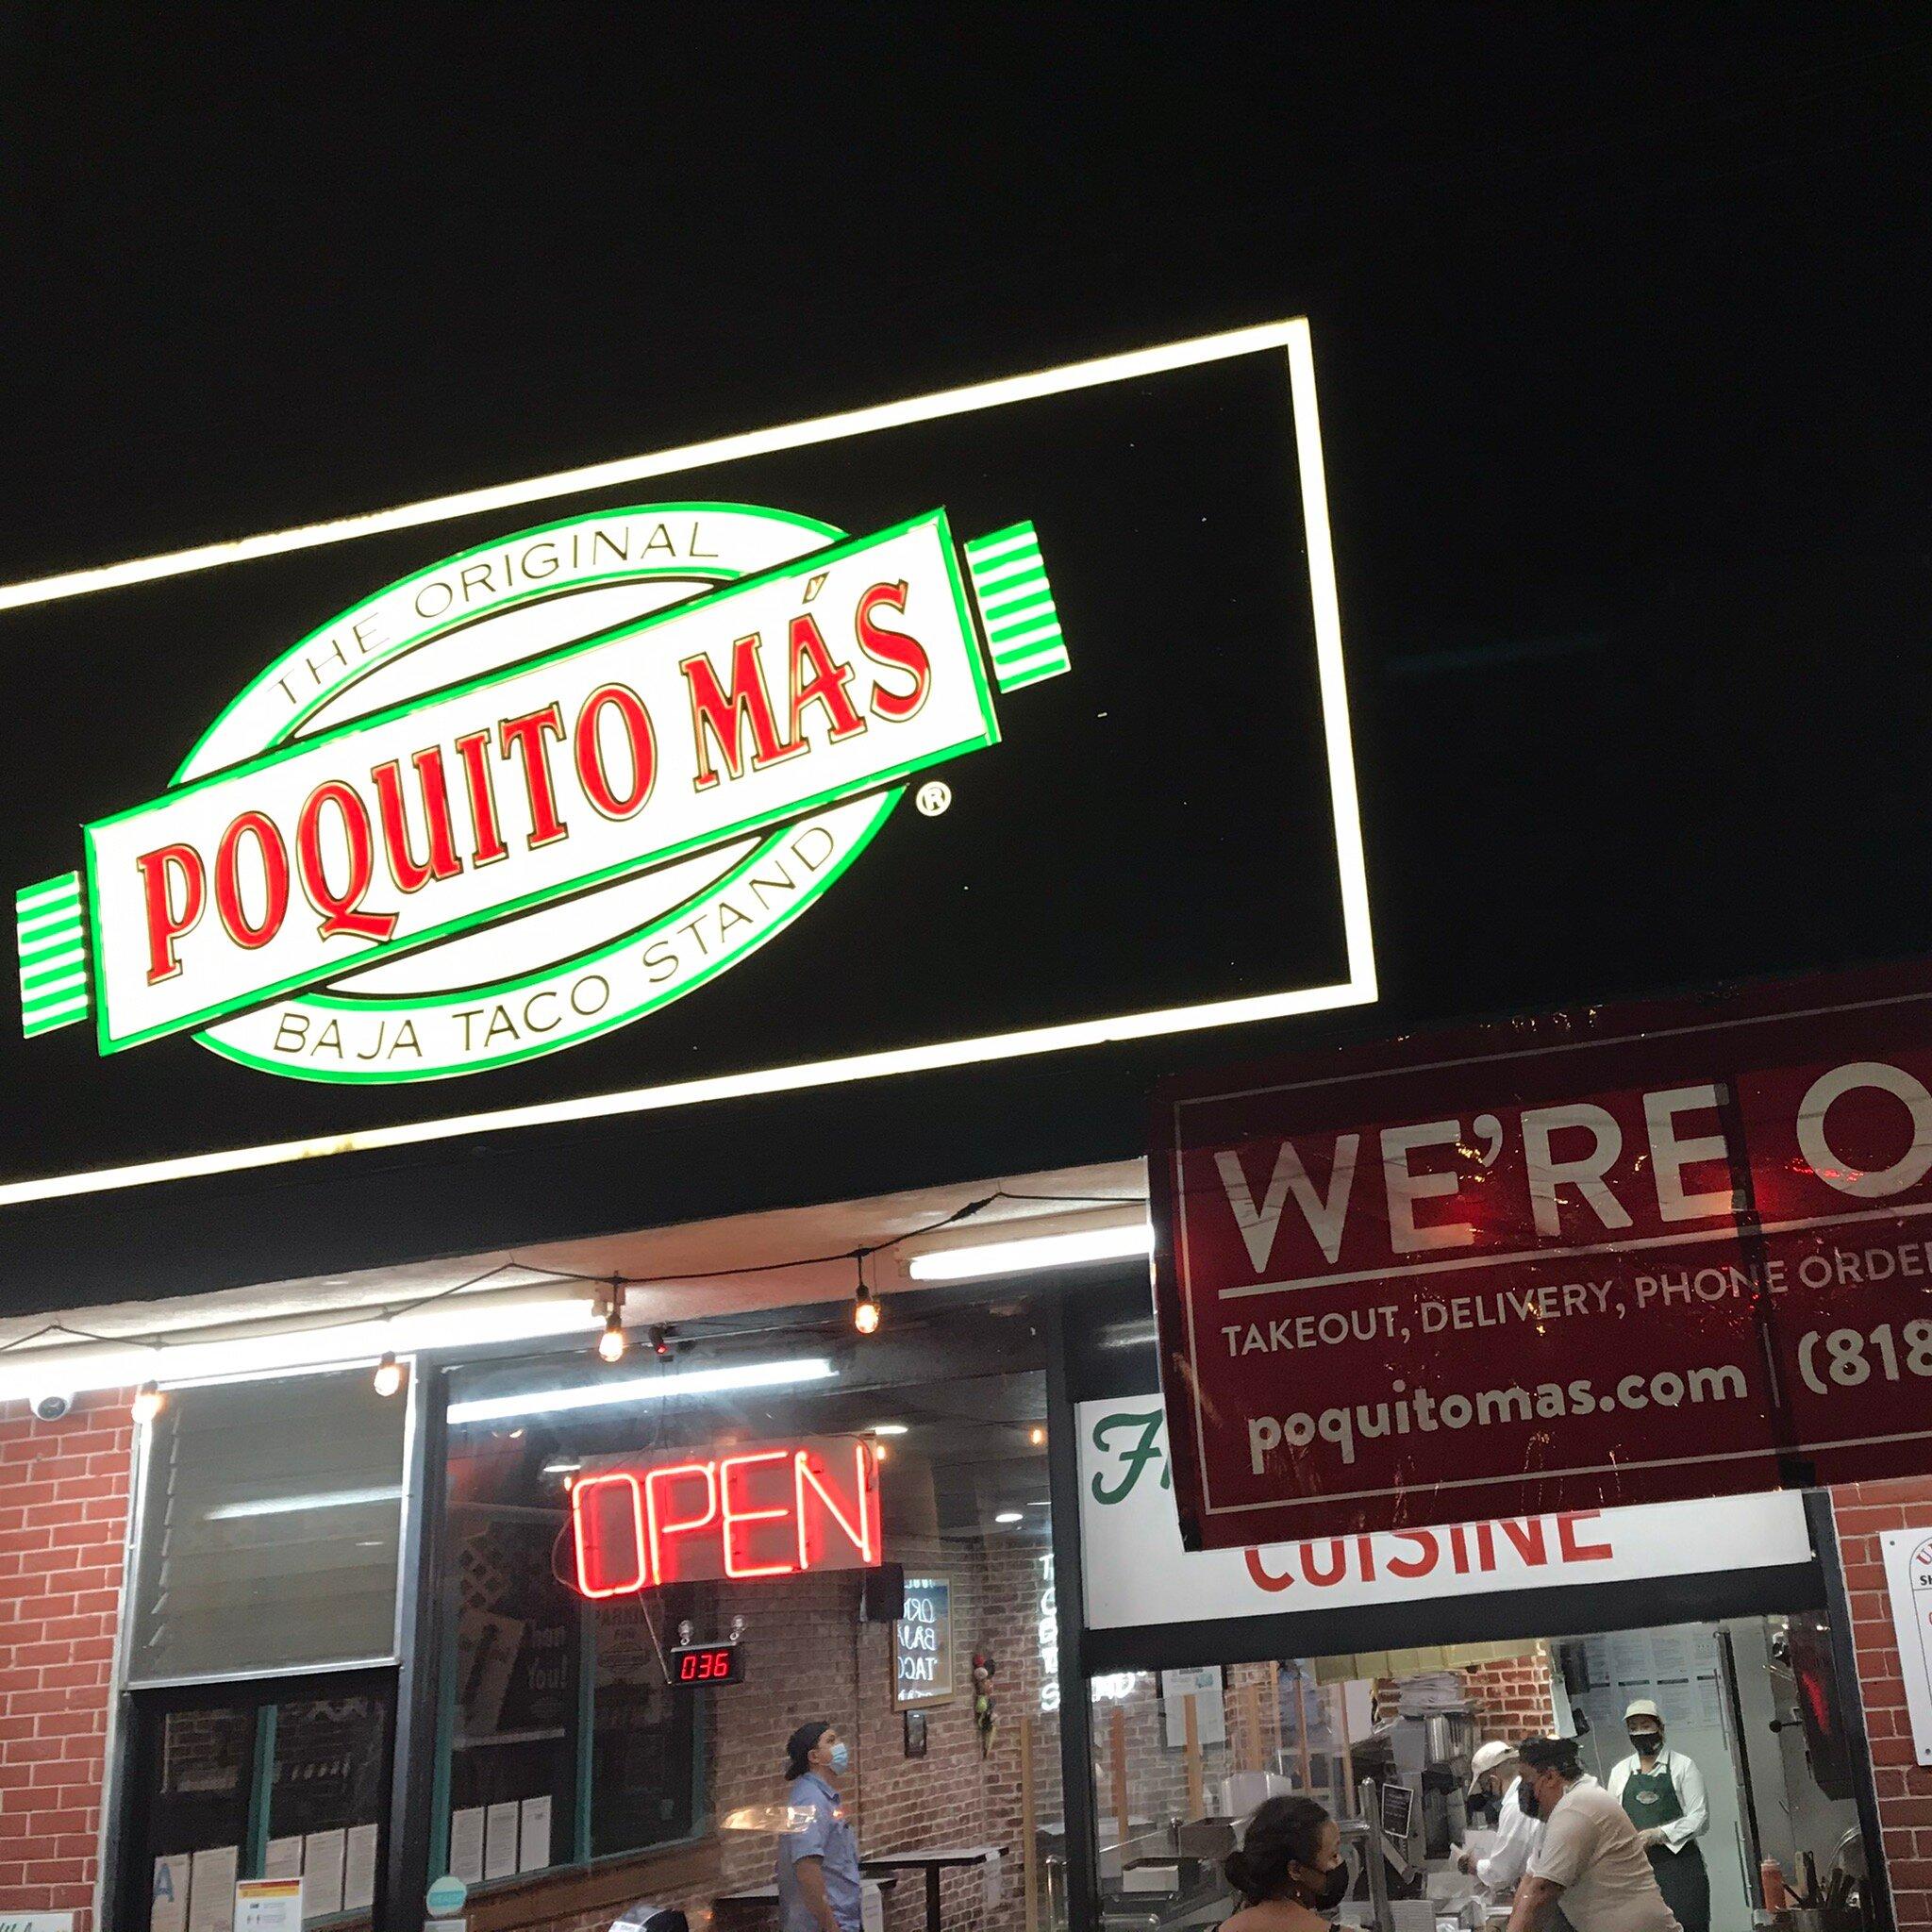 THE ORIGINAL
POQUITO MÁS
®
BAJA TACO STAND
WE'RE O
TAKEOUT, DELIVERY, PHONE ORDE
poquitomas.com (818
OPEN
CUISINE
036
A